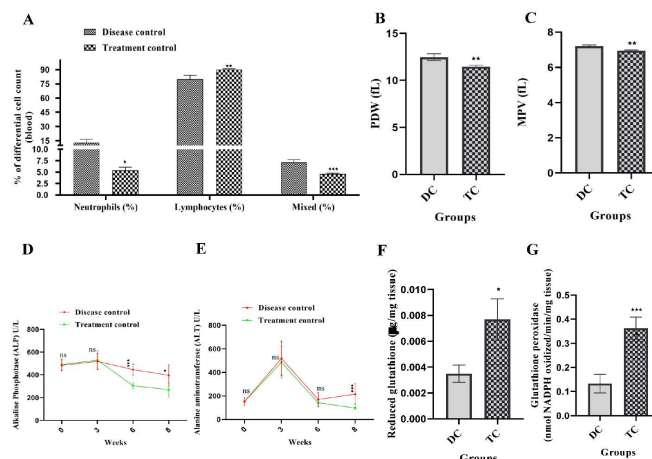 A
Disease control
Treatment control
% of differential cell count
(blood)
90
75
60
45
30
15
10.0
7.5
5.0
2.5
0.0
*
**
***
Neutrophils (%)
Lymphocytes (%)
Mixed (%)
B
PDW (fL)
15
10
5
0
**
DC
TC
Groups
C
MPV (fL)
8
6
4
2
0
**
DC
TC
Groups
D
Disease control
Treatment control
Alkaline Phosphatase (ALP) U/L
800
600
400
200
0
ns
ns
***
*
0
3
6
8
Weeks
E
Disease control
Treatment control
Alanine aminotransferase (ALT) U/L
800
600
400
200
0
ns
ns
ns
***
0
3
6
8
Weeks
F
Reduced glutathione g/mg tissue)
0.010
0.008
0.006
0.004
0.002
0.000
*
DC
TC
Groups
G
Glutathione peroxidase
(nmol NADPH oxidized/min/mg tissue)
0.5
0.4
0.3
0.2
0.1
0.0
***
DC
TC
Groups